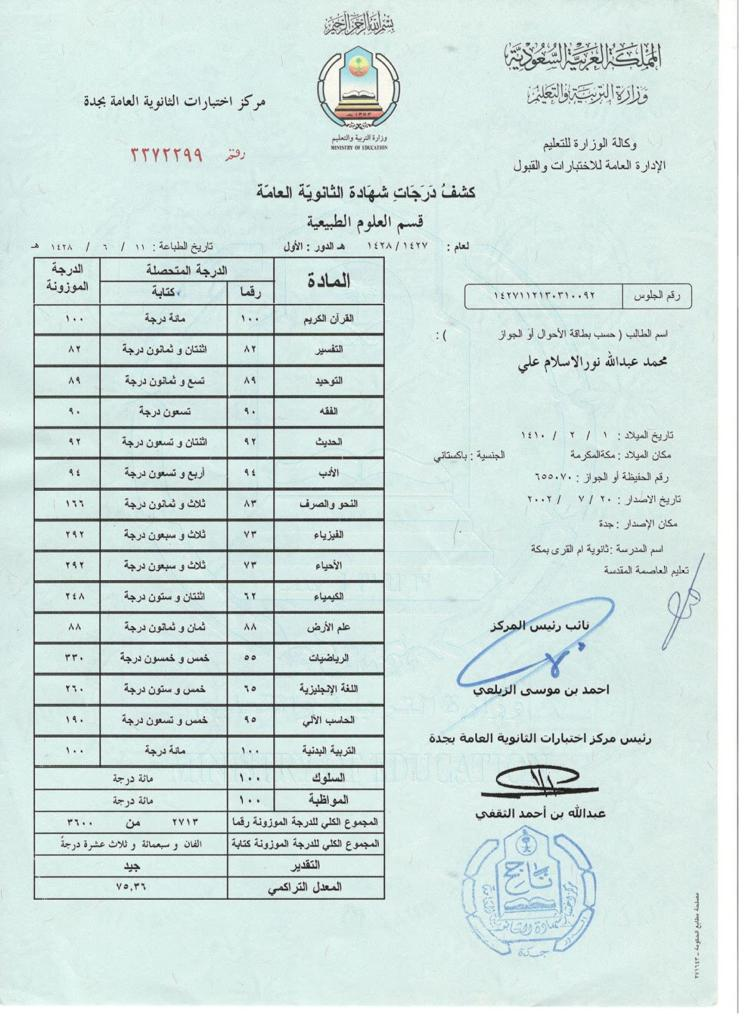 بسم الله الرحمن الرحيم
المملكة العربية السعودية
وزارة التربية والتعليم
وكالة الوزارة للتعليم
الإدارة العامة للاختبارات والقبول
١٣٧٣ هـ
وزارة التربية والتعليم
MINISTRY OF EDUCATION
مركز اختبارات الثانوية العامة بجدة
رقم ٣٣٧٢٢٩٩
كشفُ دَرَجَاتِ شهَادة الثانويّة العامّة
قسم العلوم الطبيعية
لعام : ١٤٢٧ / ١٤٢٨ هـ الدور : الأول تاريخ الطباعة : ١١ / ٦ / ١٤٢٨ هـ
رقم الجلوس ١٤٢٧١١٢١٣٠٣١٠٠٩٢
اسم الطالب ( حسب بطاقة الأحوال أو الجواز ) :
محمد عبدالله نورالاسلام علي
تاريخ الميلاد : ١ / ٢ / ١٤١٠
مكان الميلاد : مكةالمكرمة الجنسية : باكستاني
رقم الحفيظة أو الجواز : ٦٥٥٠٧٠
تاريخ الاصدار : ٢٠ / ٧ / ٢٠٠٢
مكان الإصدار : جدة
اسم المدرسة : ثانوية ام القرى بمكة
تعليم العاصمة المقدسة
نائب رئيس المركز
احمد بن موسى الزيلعي
رئيس مركز اختبارات الثانوية العامة بجدة
عبدالله بن أحمد الثقفي
ناجح
جدة
المادة الدرجة المتحصلة الدرجة الموزونة
رقما كتابة
القرآن الكريم ١٠٠ مائة درجة ١٠٠
التفسير ٨٢ اثنتان و ثمانون درجة ٨٢
التوحيد ٨٩ تسع و ثمانون درجة ٨٩
الفقه ٩٠ تسعون درجة ٩٠
الحديث ٩٢ اثنتان و تسعون درجة ٩٢
الأدب ٩٤ أربع و تسعون درجة ٩٤
النحو والصرف ٨٣ ثلاث و ثمانون درجة ١٦٦
الفيزياء ٧٣ ثلاث و سبعون درجة ٢٩٢
الأحياء ٧٣ ثلاث و سبعون درجة ٢٩٢
الكيمياء ٦٢ اثنتان و ستون درجة ٢٤٨
علم الأرض ٨٨ ثمان و ثمانون درجة ٨٨
الرياضيات ٥٥ خمس و خمسون درجة ٣٣٠
اللغة الإنجليزية ٦٥ خمس و ستون درجة ٢٦٠
الحاسب الآلي ٩٥ خمس و تسعون درجة ١٩٠
التربية البدنية ١٠٠ مائة درجة ١٠٠
السلوك ١٠٠ مائة درجة
المواظبة ١٠٠ مائة درجة
المجموع الكلي للدرجة الموزونة رقما ٢٧١٣ من ٣٦٠٠
المجموع الكلي للدرجة الموزونة كتابة الفان و سبعمائة و ثلاث عشرة درجةً
التقدير جيد
المعدل التراكمي ٧٥,٣٦